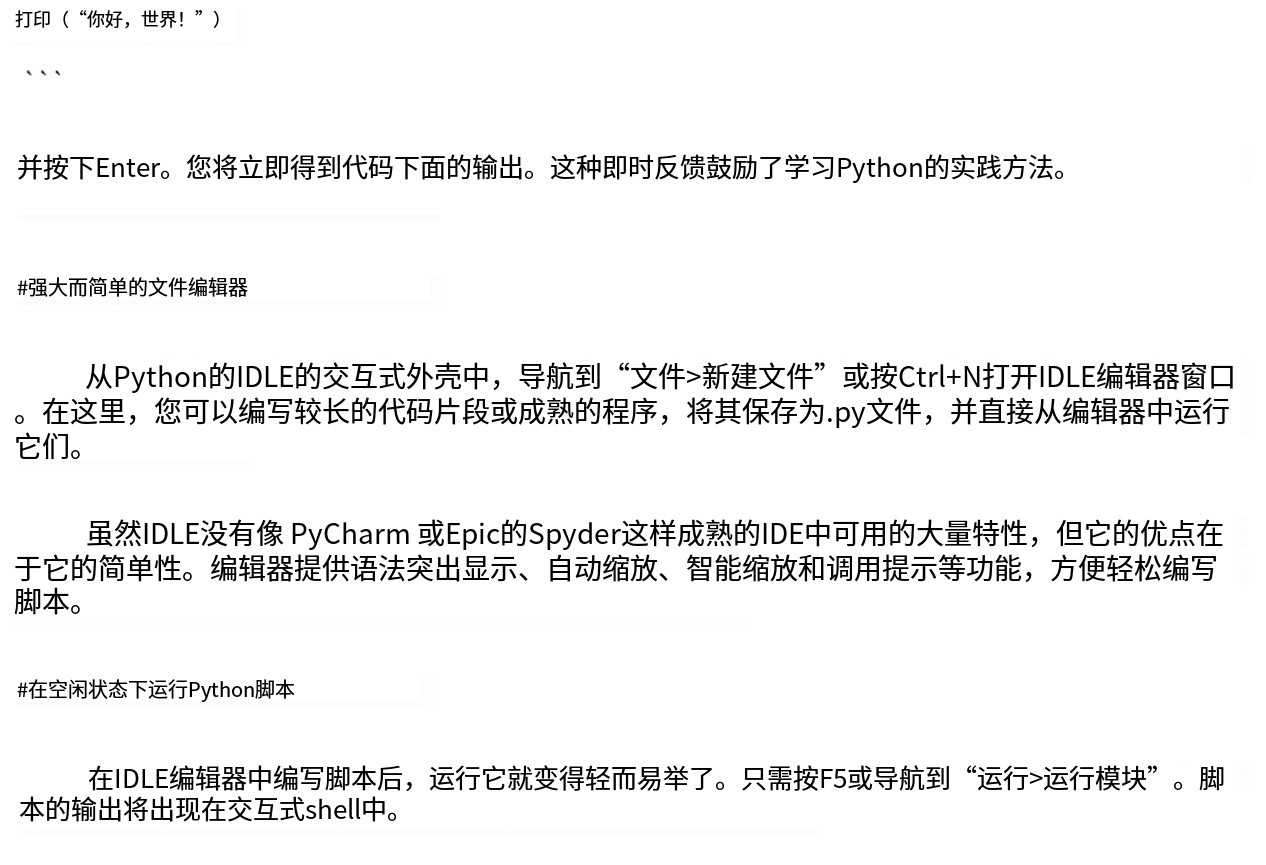 打印（“你好，世界！”）
```
并按下Enter。您将立即得到代码下面的输出。这种即时反馈鼓励了学习Python的实践方法。
#强大而简单的文件编辑器
从Python的IDLE的交互式外壳中，导航到“文件>新建文件”或按Ctrl+N打开IDLE编辑器窗口
。在这里，您可以编写较长的代码片段或成熟的程序，将其保存为.py文件，并直接从编辑器中运行
它们。
虽然IDLE没有像 PyCharm 或Epic的Spyder这样成熟的IDE中可用的大量特性，但它的优点在
于它的简单性。编辑器提供语法突出显示、自动缩放、智能缩放和调用提示等功能，方便轻松编写
脚本。
#在空闲状态下运行Python脚本
在IDLE编辑器中编写脚本后，运行它就变得轻而易举了。只需按F5或导航到“运行>运行模块”。脚
本的输出将出现在交互式shell中。